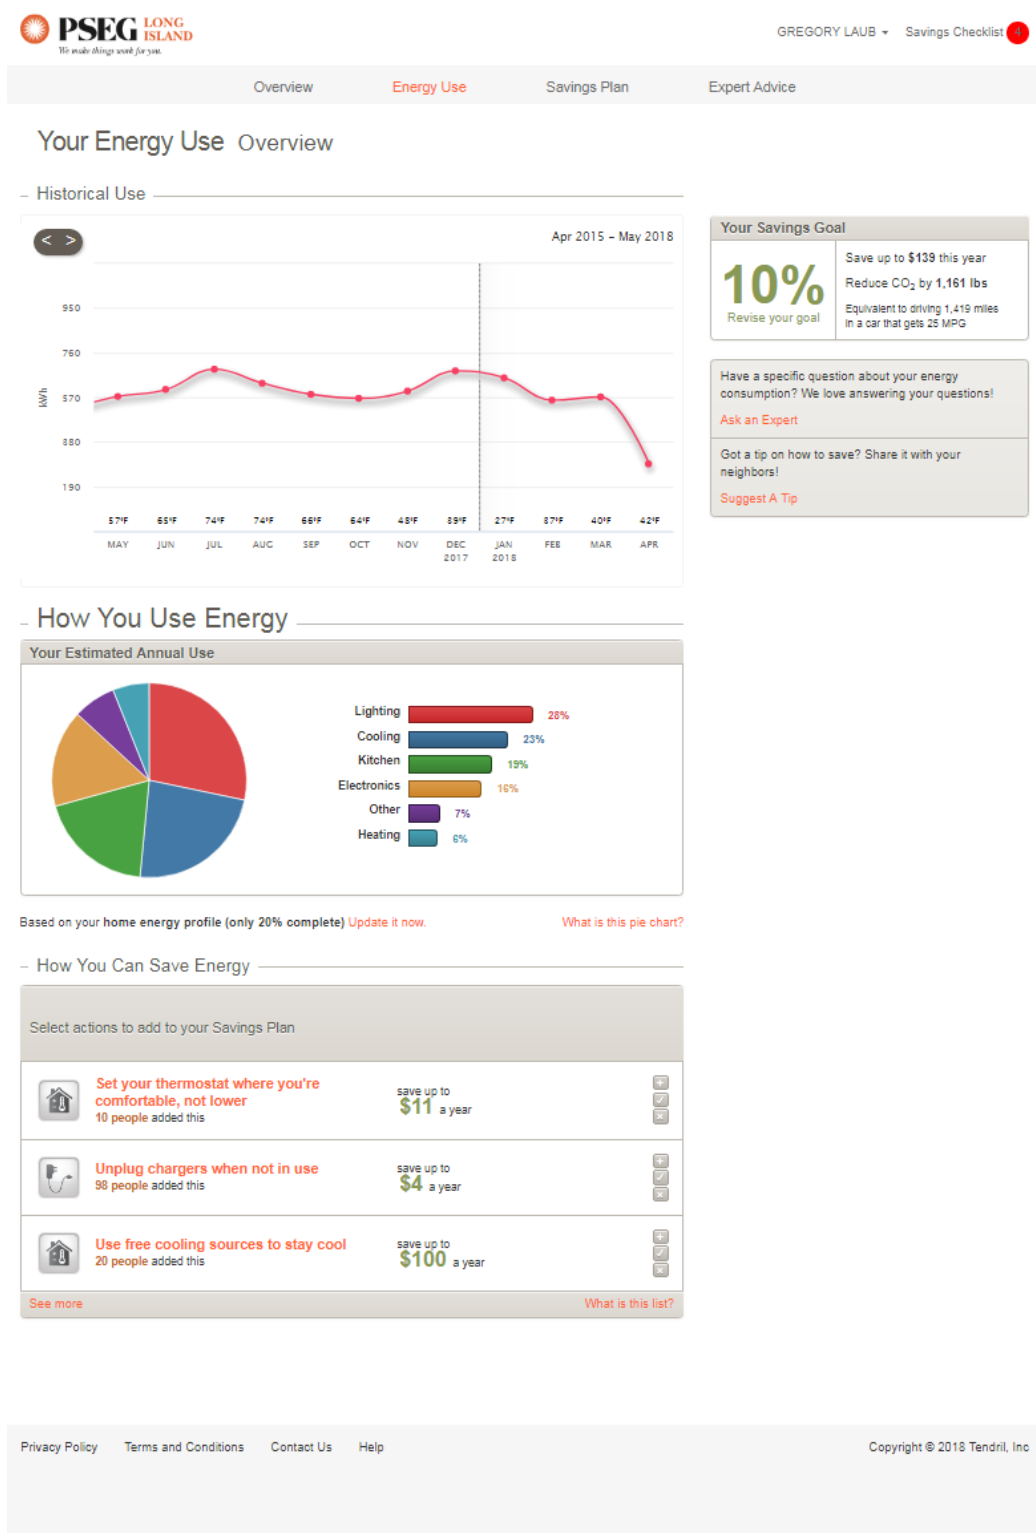 PSEG LONG ISLAND
We make things work for you.
GREGORY LAUB
Savings Checklist 4
Overview
Energy Use
Savings Plan
Expert Advice
Your Energy Use Overview
Historical Use
< >
Apr 2015 – May 2018
950
760
570
380
190
kWh
57°F 65°F 74°F 74°F 66°F 64°F 48°F 39°F 27°F 37°F 40°F 42°F
MAY JUN JUL AUG SEP OCT NOV DEC JAN FEB MAR APR
2017 2018
Your Savings Goal
10%
Revise your goal
Save up to $139 this year
Reduce CO2 by 1,161 lbs
Equivalent to driving 1,419 miles
in a car that gets 25 MPG
Have a specific question about your energy
consumption? We love answering your questions!
Ask an Expert
Got a tip on how to save? Share it with your
neighbors!
Suggest A Tip
How You Use Energy
Your Estimated Annual Use
Lighting 28%
Cooling 23%
Kitchen 19%
Electronics 16%
Other 7%
Heating 6%
Based on your home energy profile (only 20% complete) Update it now.
What is this pie chart?
How You Can Save Energy
Select actions to add to your Savings Plan
Set your thermostat where you're
comfortable, not lower
10 people added this
save up to
$11 a year
Unplug chargers when not in use
98 people added this
save up to
$4 a year
Use free cooling sources to stay cool
20 people added this
save up to
$100 a year
See more
What is this list?
Privacy Policy
Terms and Conditions
Contact Us
Help
Copyright © 2018 Tendril, Inc